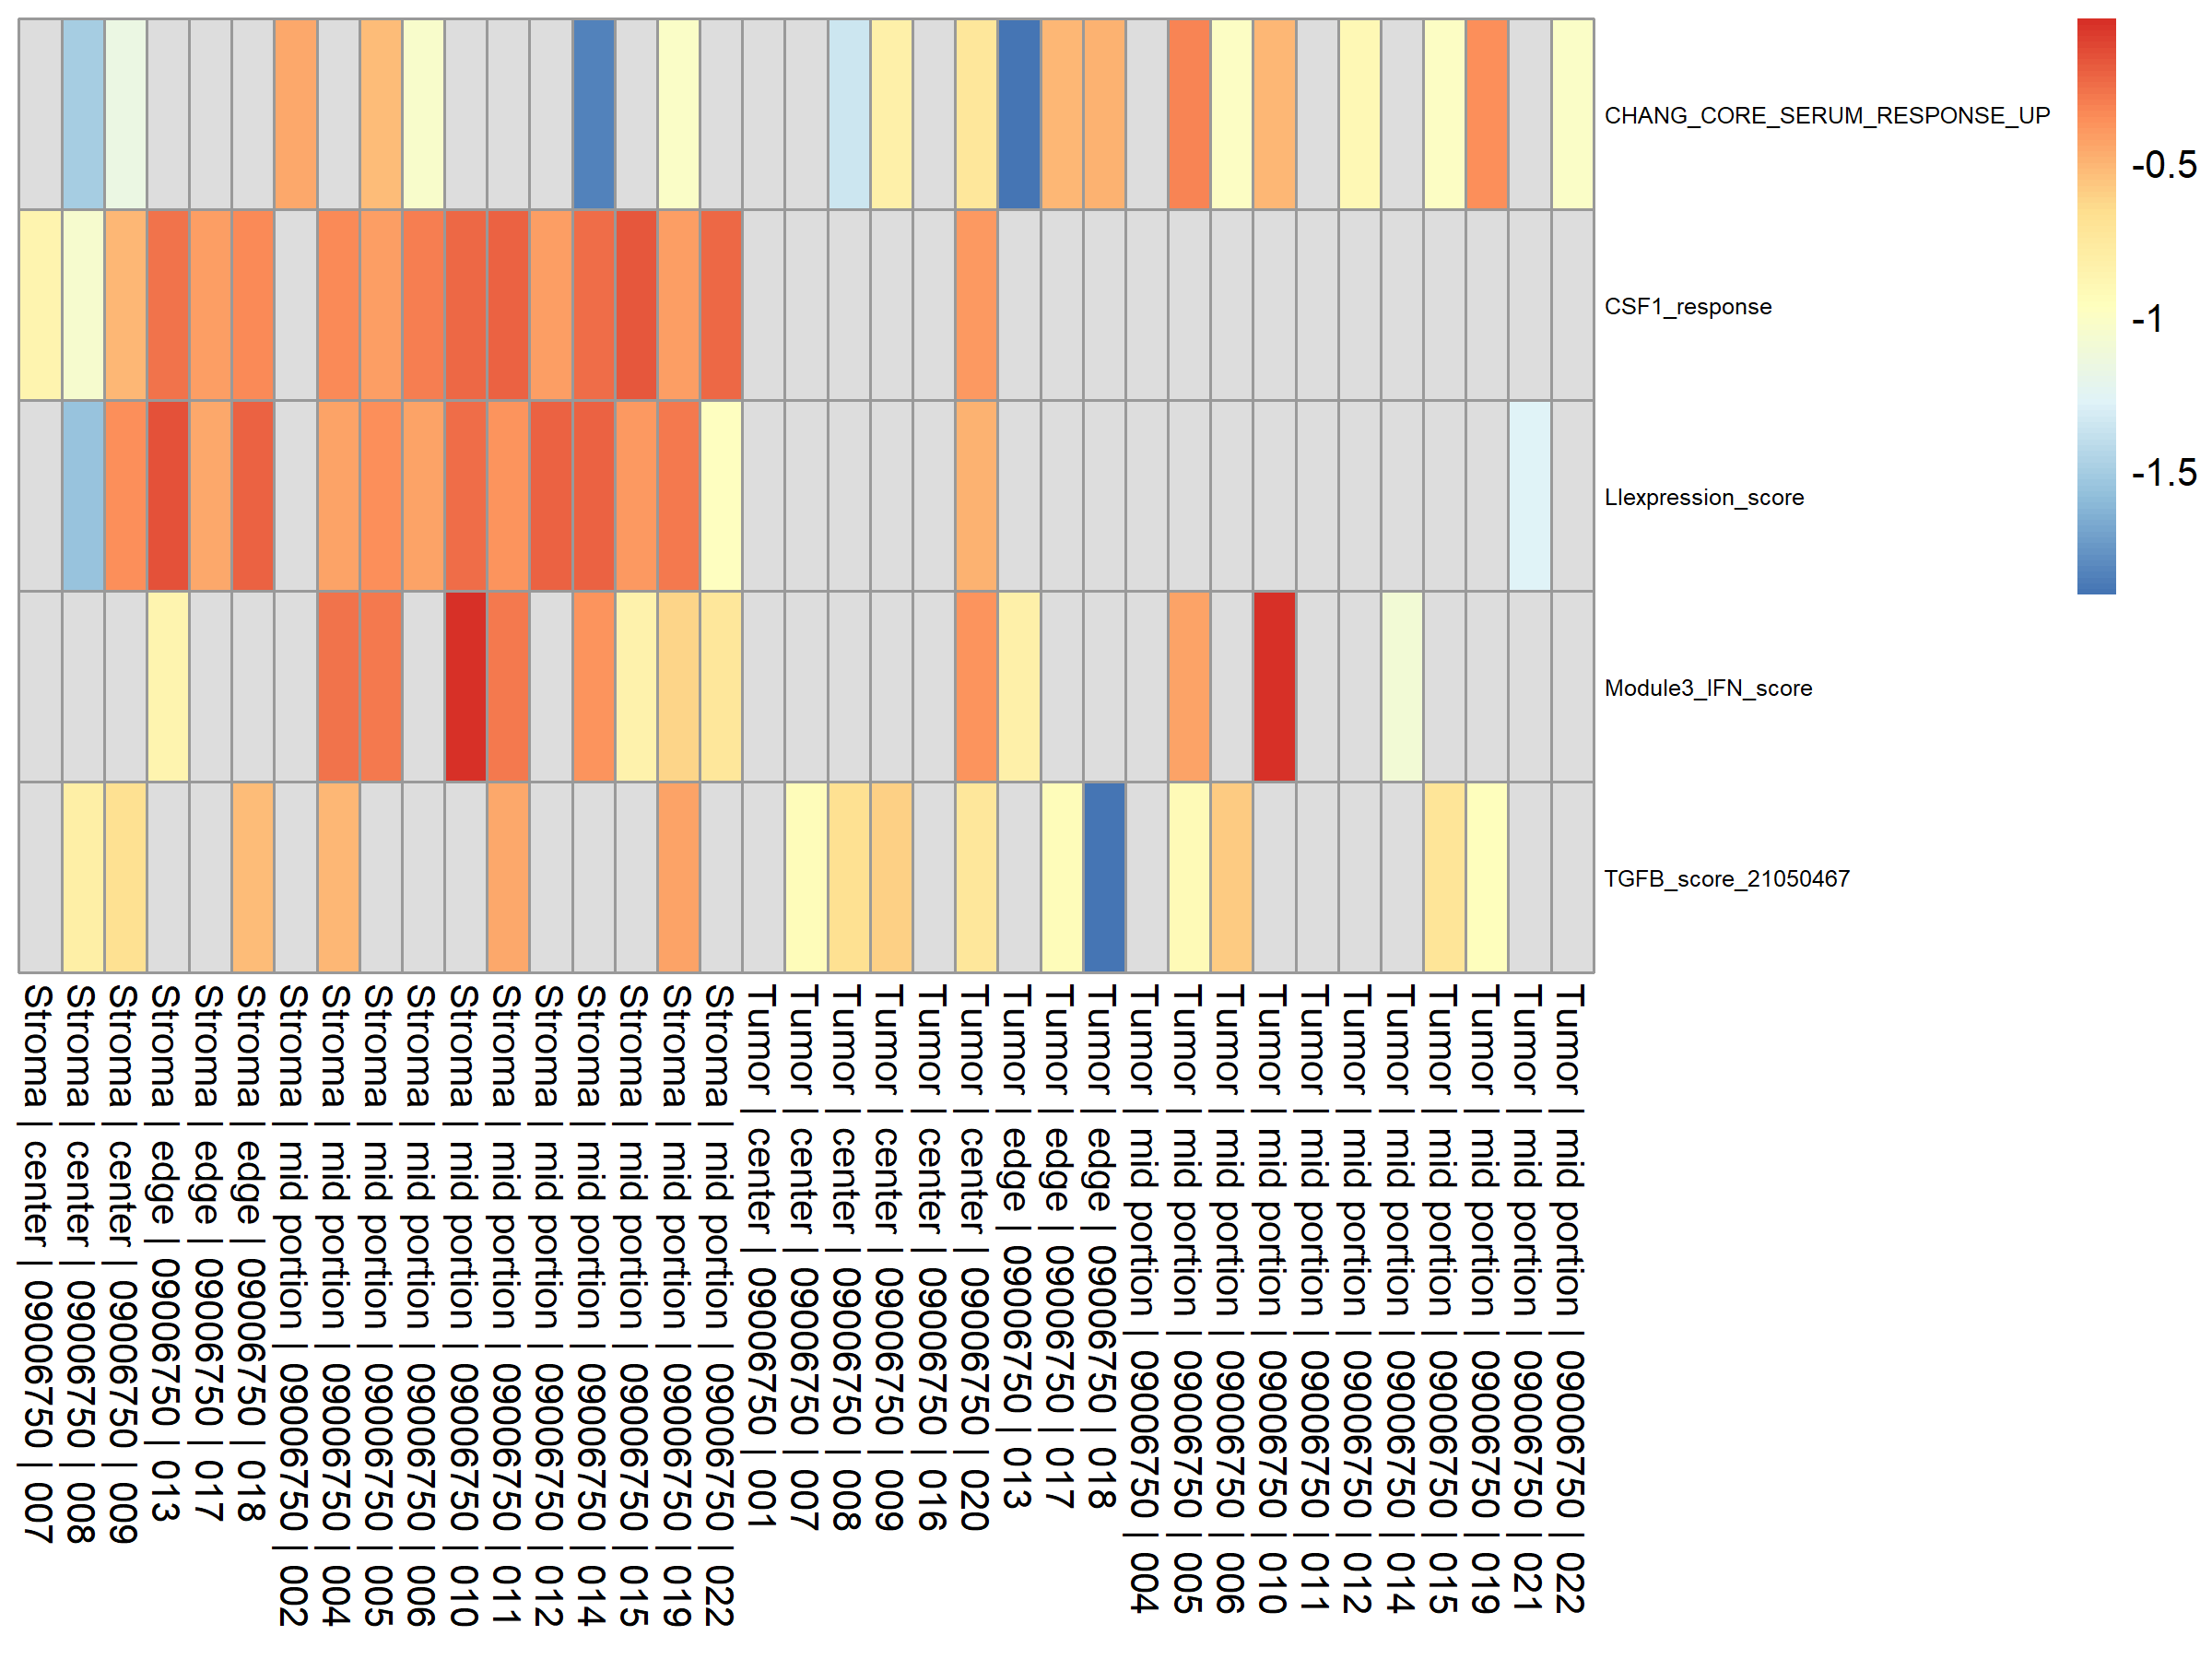 CHANG_CORE_SERUM_RESPONSE_UP
CSF1_response
LIexpression_score
Module3_IFN_score
TGFB_score_21050467
-0.5
-1
-1.5
Stroma | center | 09006750 | 007
Stroma | center | 09006750 | 008
Stroma | center | 09006750 | 009
Stroma | edge | 09006750 | 013
Stroma | edge | 09006750 | 017
Stroma | edge | 09006750 | 018
Stroma | mid portion | 09006750 | 002
Stroma | mid portion | 09006750 | 004
Stroma | mid portion | 09006750 | 005
Stroma | mid portion | 09006750 | 006
Stroma | mid portion | 09006750 | 010
Stroma | mid portion | 09006750 | 011
Stroma | mid portion | 09006750 | 012
Stroma | mid portion | 09006750 | 014
Stroma | mid portion | 09006750 | 015
Stroma | mid portion | 09006750 | 019
Stroma | mid portion | 09006750 | 022
Tumor | center | 09006750 | 001
Tumor | center | 09006750 | 007
Tumor | center | 09006750 | 008
Tumor | center | 09006750 | 009
Tumor | center | 09006750 | 016
Tumor | center | 09006750 | 020
Tumor | edge | 09006750 | 013
Tumor | edge | 09006750 | 017
Tumor | edge | 09006750 | 018
Tumor | mid portion | 09006750 | 004
Tumor | mid portion | 09006750 | 005
Tumor | mid portion | 09006750 | 006
Tumor | mid portion | 09006750 | 010
Tumor | mid portion | 09006750 | 011
Tumor | mid portion | 09006750 | 012
Tumor | mid portion | 09006750 | 014
Tumor | mid portion | 09006750 | 015
Tumor | mid portion | 09006750 | 019
Tumor | mid portion | 09006750 | 021
Tumor | mid portion | 09006750 | 022